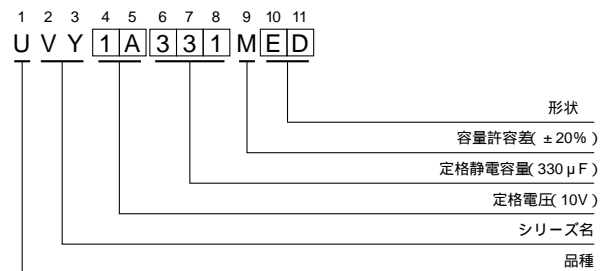 1 2 3 4 5 6 7 8 9 10 11
U V Y 1 A 3 3 1 M E D
形状
容量許容差( ±20% )
定格静電容量( 330 µ F )
定格電圧( 10V )
シリーズ名
品種